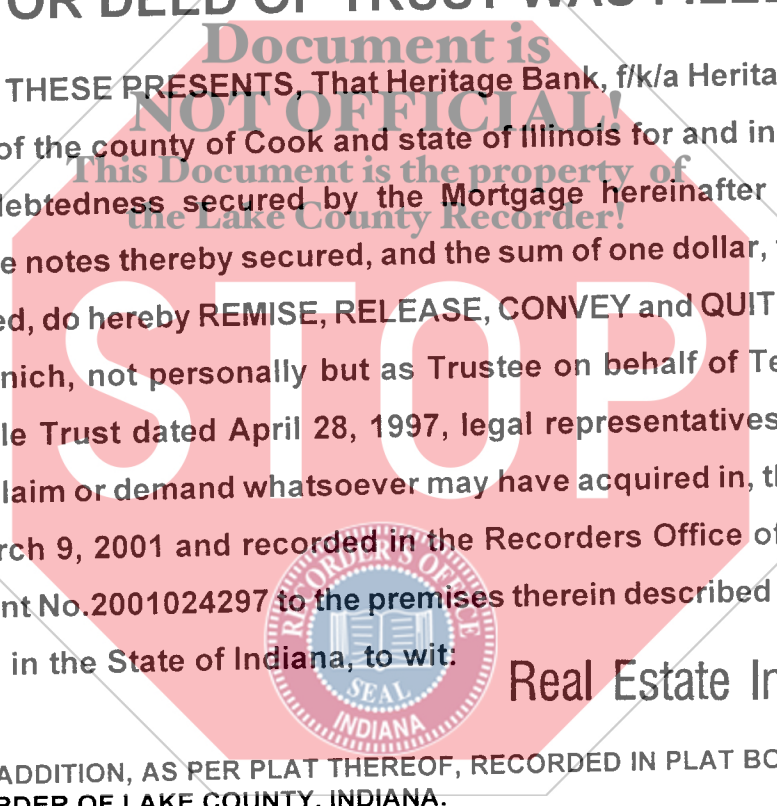 OR DEED OF TRUST WAS FILED
Document is
THESE PRESENTS, That Heritage Bank, f/k/a Herita
NOT OFFICIAL!
of the county of Cook and state of Illinois for and in
This Document is the property of
debtedness secured by the Mortgage hereinafter
the Lake County Recorder!
e notes thereby secured, and the sum of one dollar,
ed, do hereby REMISE, RELEASE, CONVEY and QUIT
STOP
nich, not personally but as Trustee on behalf of Te
le Trust dated April 28, 1997, legal representatives
laim or demand whatsoever may have acquired in, th
rch 9, 2001 and recorded in the Recorders Office of
RECORDER'S OFFICE
nt No.2001024297 to the premises therein described
in the State of Indiana, to wit:
SEAL
INDIANA
Real Estate In
ADDITION, AS PER PLAT THEREOF, RECORDED IN PLAT BO
RDER OF LAKE COUNTY, INDIANA.